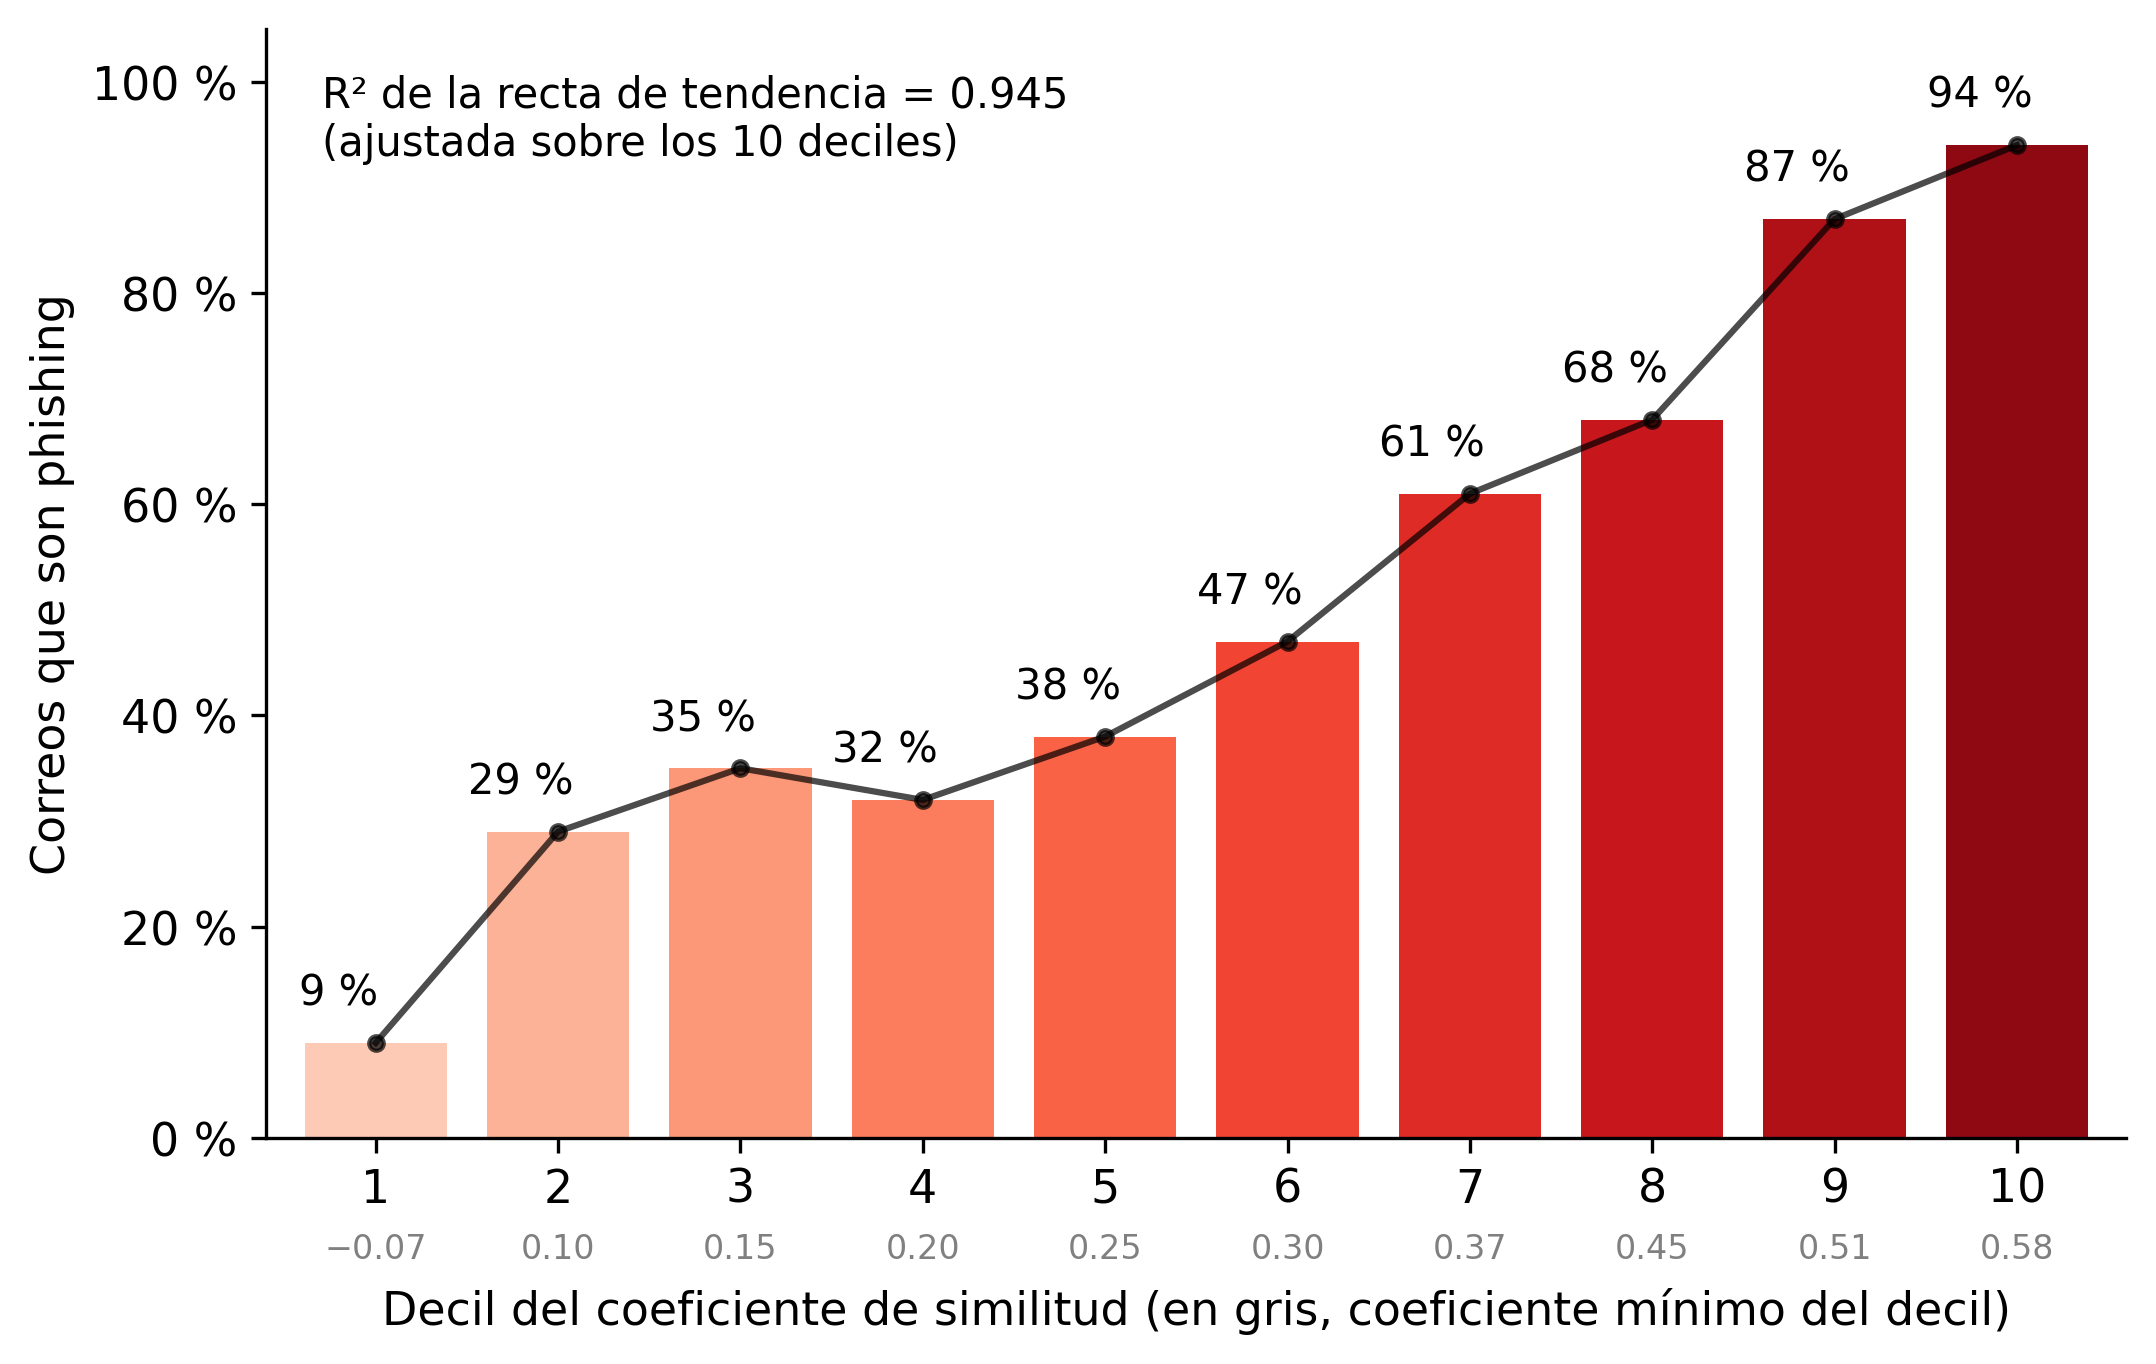 R² de la recta de tendencia = 0.945
(ajustada sobre los 10 deciles)
100 %
80 %
60 %
40 %
20 %
0 %
Correos que son phishing
9 %
29 %
35 %
32 %
38 %
47 %
61 %
68 %
87 %
94 %
1 2 3 4 5 6 7 8 9 10
−0.07 0.10 0.15 0.20 0.25 0.30 0.37 0.45 0.51 0.58
Decil del coeficiente de similitud (en gris, coeficiente mínimo del decil)